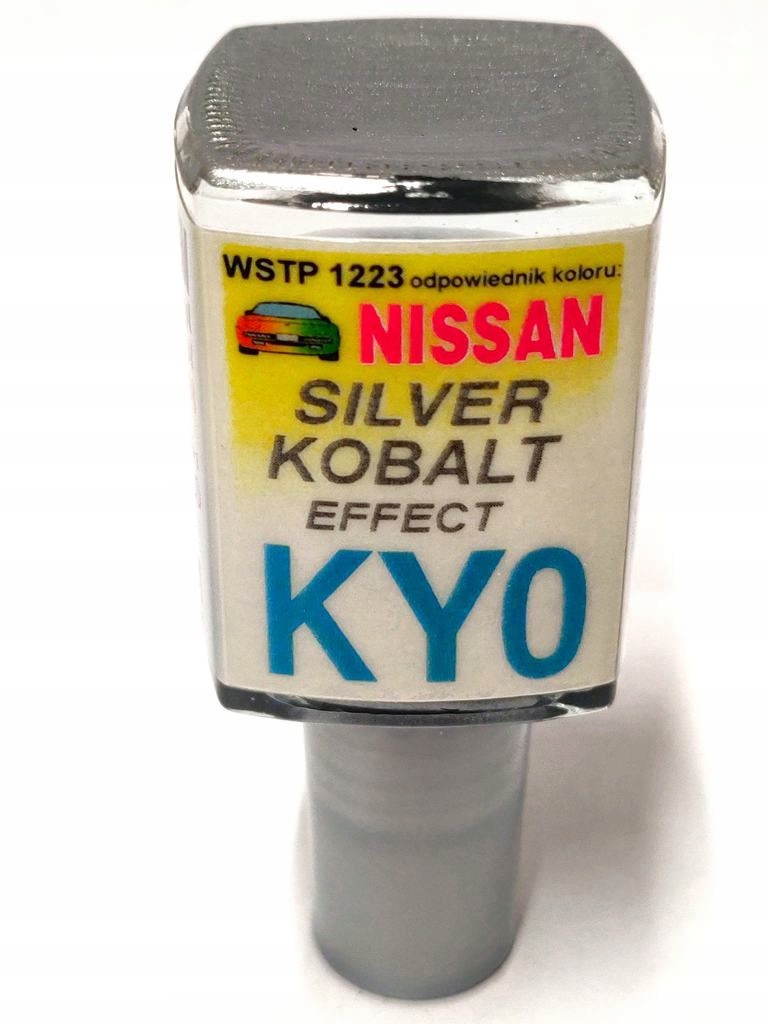 WSTP 1223 odpowiednik koloru:
NISSAN
SILVER
KOBALT
EFFECT
KY0